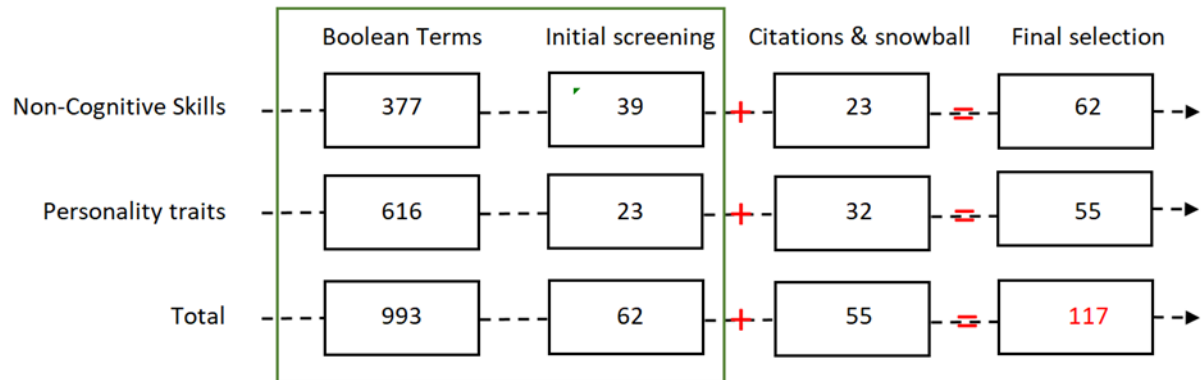 Boolean Terms Initial screening Citations & snowball Final selection
Non-Cognitive Skills 377 39 + 23 = 62
Personality traits 616 23 + 32 = 55
Total 993 62 + 55 = 117